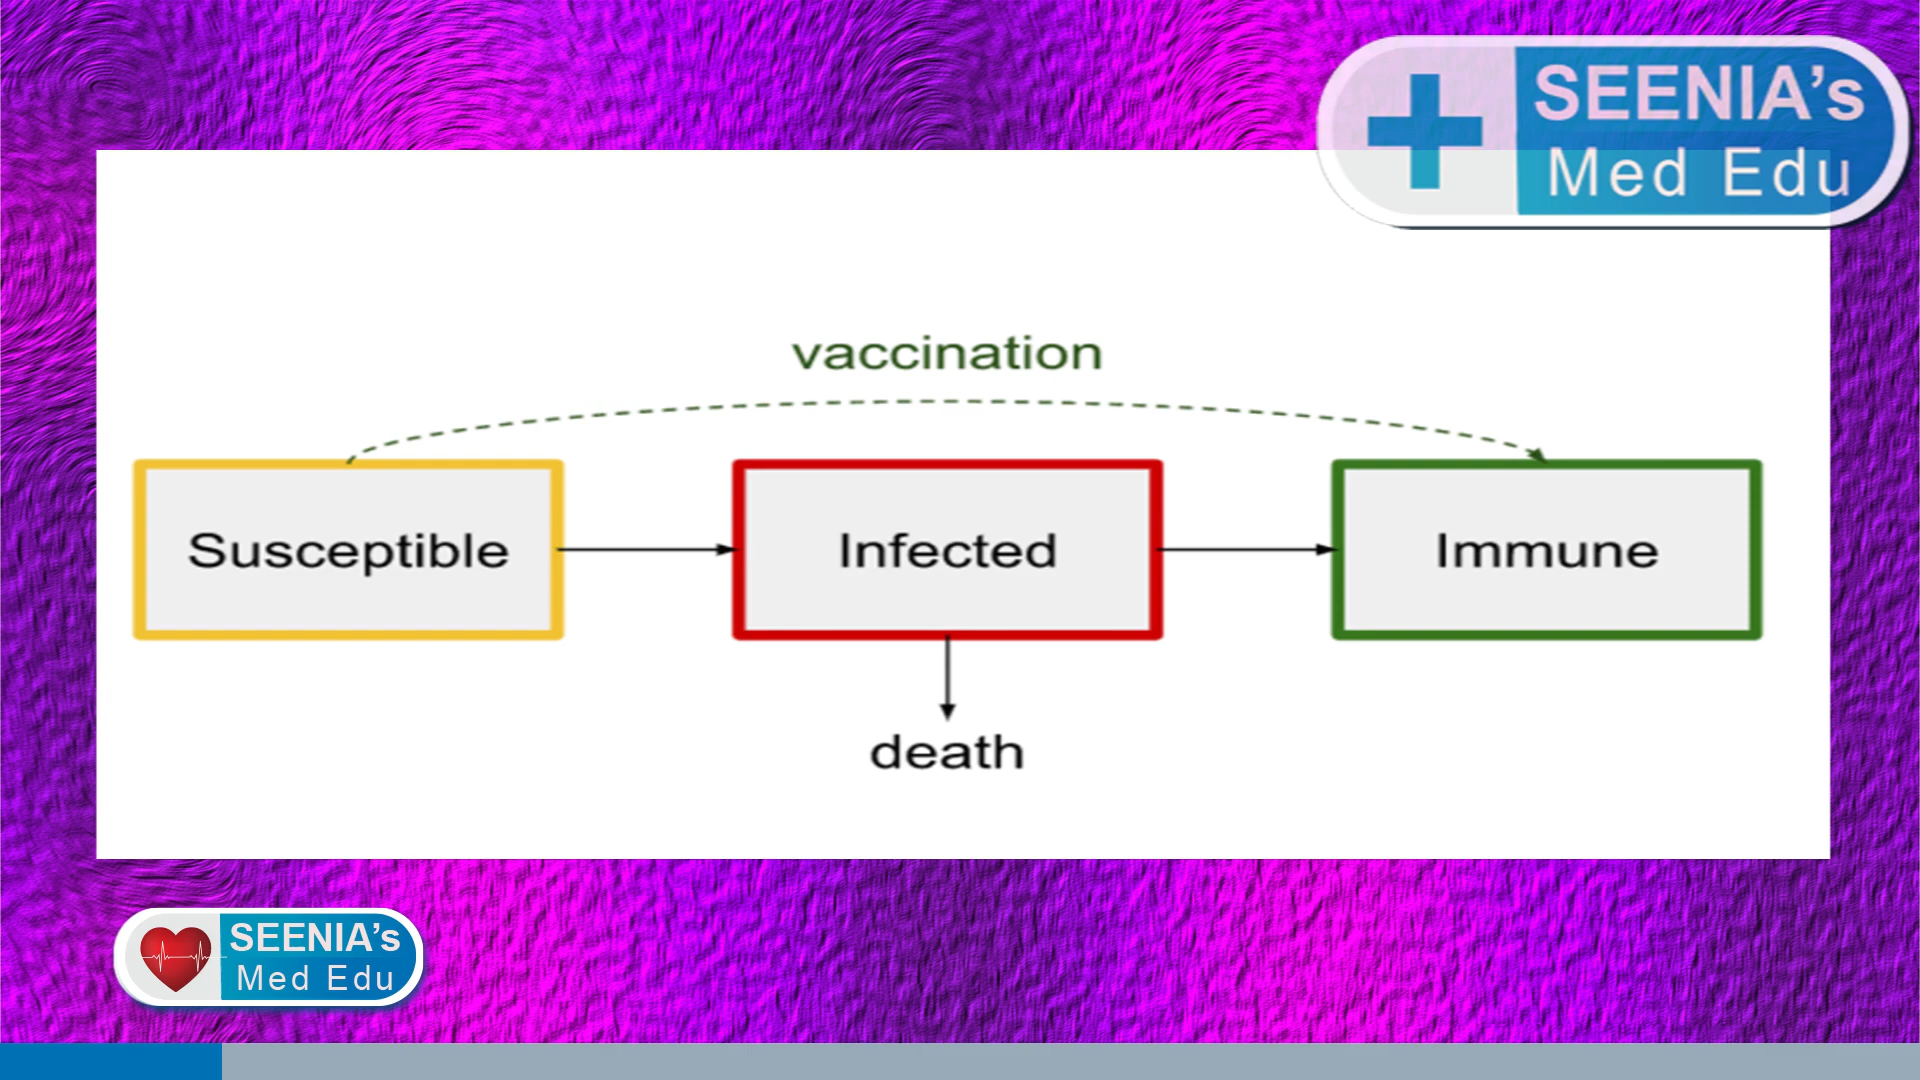 SEENIA's
Med Edu
vaccination
Susceptible
Infected
Immune
death
SEENIA's
Med Edu